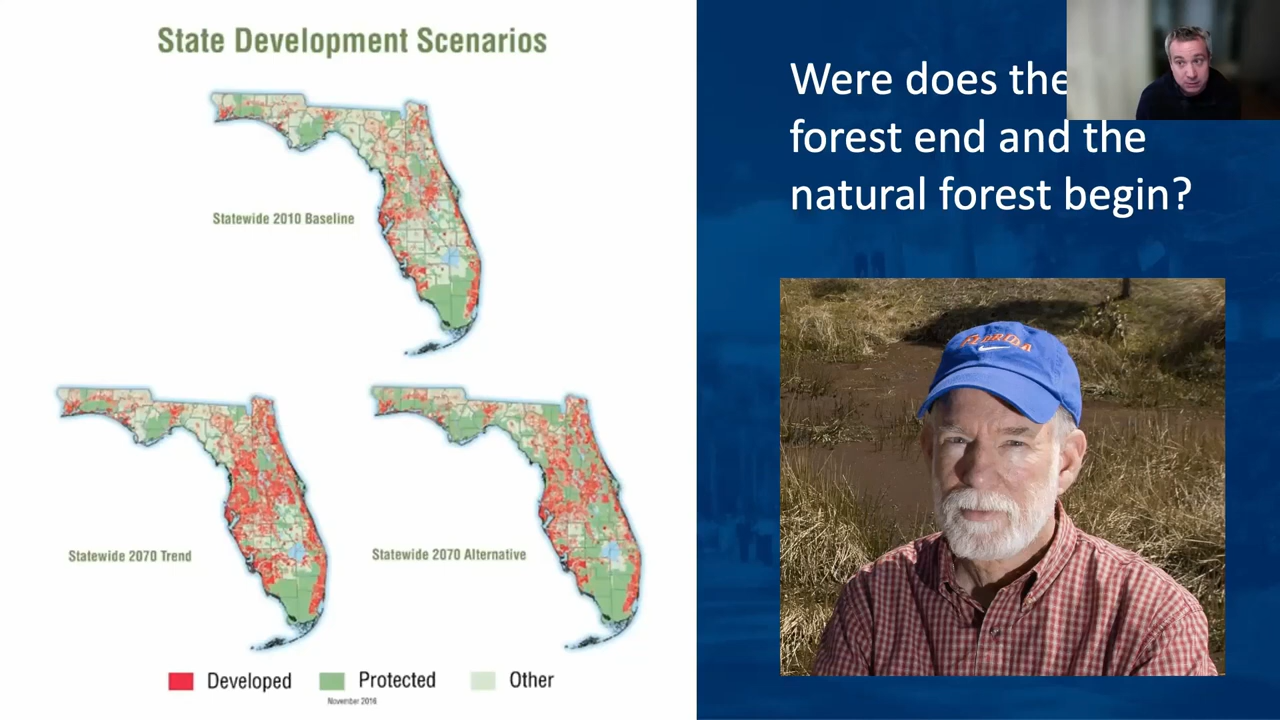 State Development Scenarios
Statewide 2010 Baseline
Statewide 2070 Trend
Statewide 2070 Alternative
Developed
Protected
Other
November 2016
Were does the
forest end and the
natural forest begin?
FLORIDA